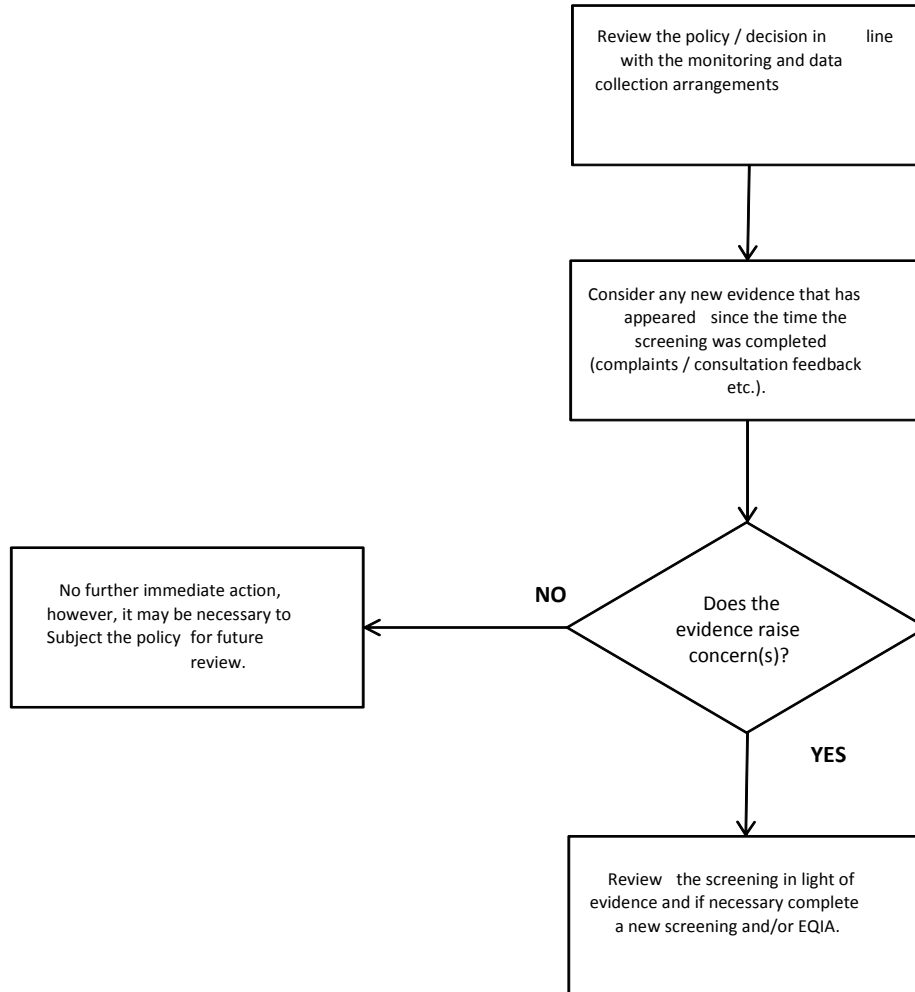 Review the policy / decision in line
with the monitoring and data
collection arrangements
Consider any new evidence that has
appeared since the time the
screening was completed
(complaints / consultation feedback
etc.).
Does the
evidence raise
concern(s)?
NO
No further immediate action,
however, it may be necessary to
Subject the policy for future
review.
YES
Review the screening in light of
evidence and if necessary complete
a new screening and/or EQIA.